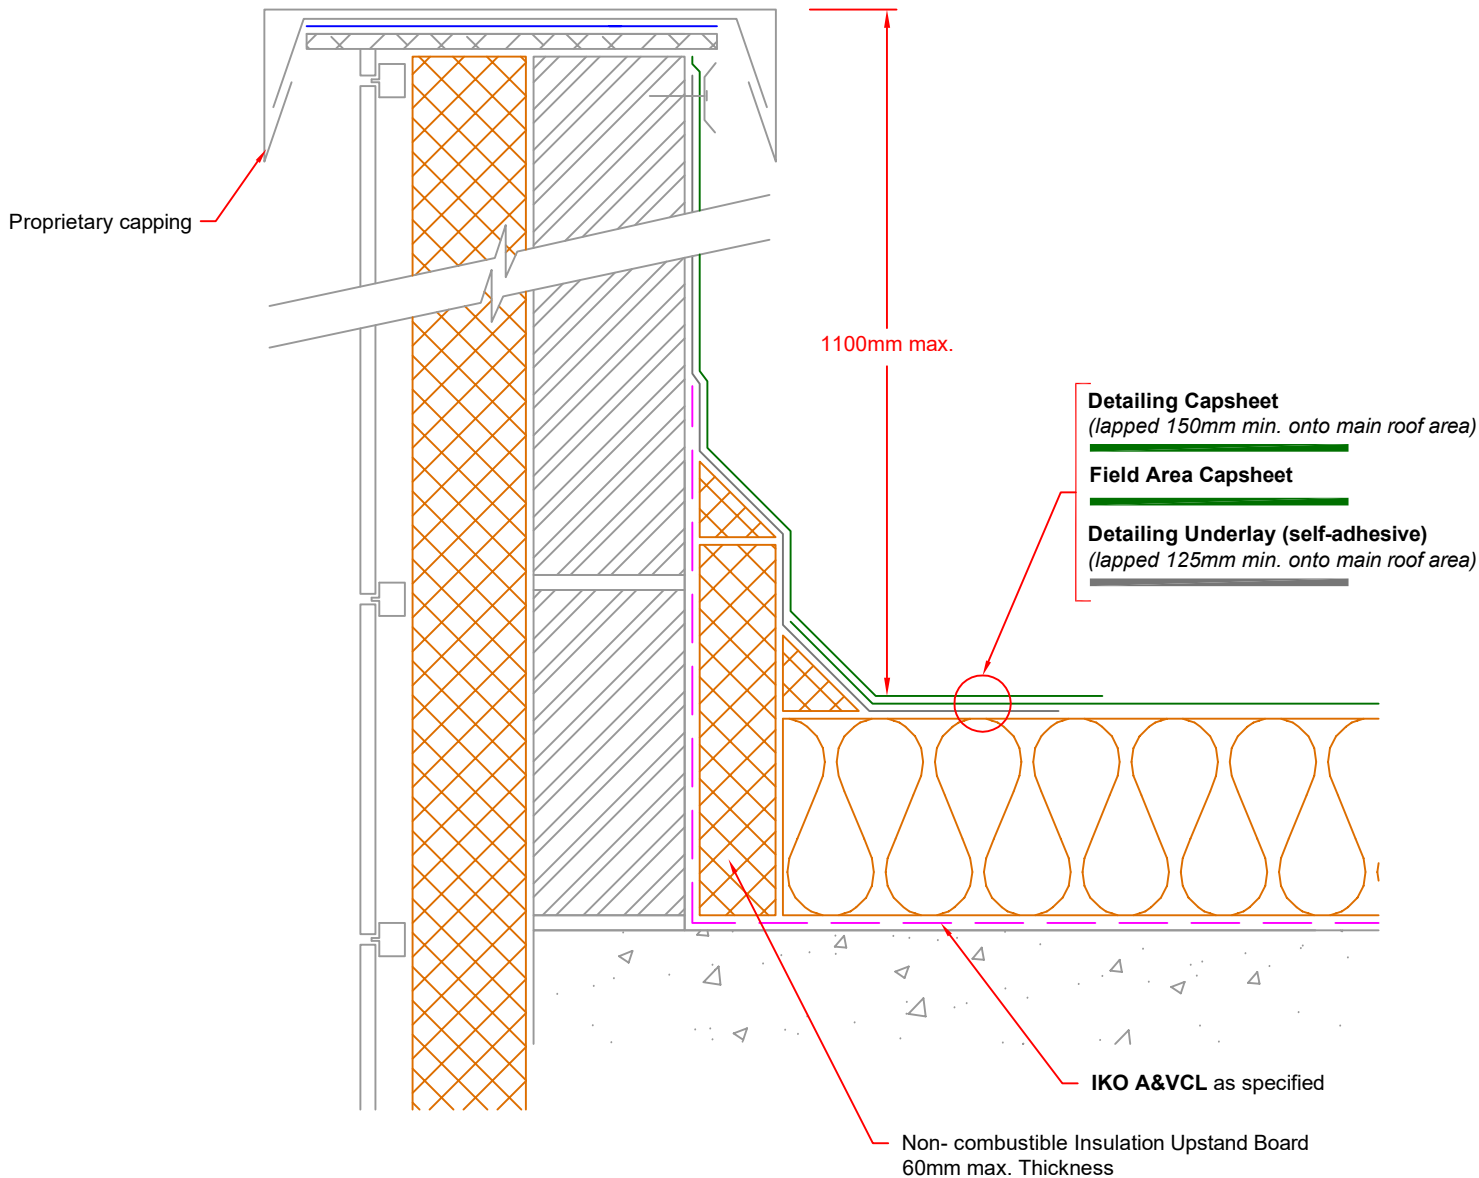 Proprietary capping
1100mm max.
Detailing Capsheet
(lapped 150mm min. onto main roof area)
Field Area Capsheet
Detailing Underlay (self-adhesive)
(lapped 125mm min. onto main roof area)
IKO A&VCL as specified
Non- combustible Insulation Upstand Board
60mm max. Thickness